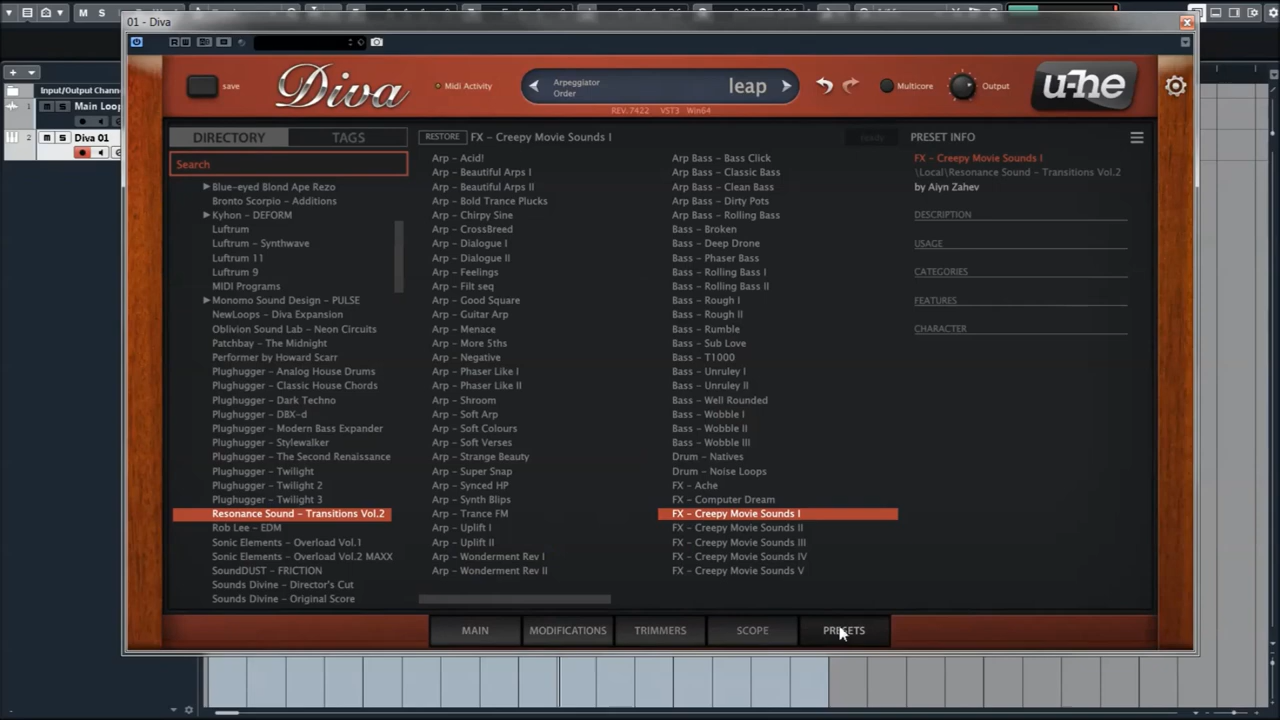 01 - Diva
M S
Input/Output Channels
1 m S Main Loop
2 m S Diva 01
save
Diva
Midi Activity
Arpeggiator
Order
leap
REV.7422 VST3 Win64
Multicore
Output
u-he
DIRECTORY
TAGS
RESTORE
FX - Creepy Movie Sounds I
PRESET INFO
Search
Blue-eyed Blond Ape Rezo
Bronto Scorpio - Additions
Kyhon - DEFORM
Luftrum
Luftrum - Synthwave
Luftrum 11
Luftrum 9
MIDI Programs
Monomo Sound Design - PULSE
NewLoops - Diva Expansion
Oblivion Sound Lab - Neon Circuits
Patchbay - The Midnight
Performer by Howard Scarr
Plughugger - Analog House Drums
Plughugger - Classic House Chords
Plughugger - Dark Techno
Plughugger - DBX-d
Plughugger - Modern Bass Expander
Plughugger - Stylewalker
Plughugger - The Second Renaissance
Plughugger - Twilight
Plughugger - Twilight 2
Plughugger - Twilight 3
Resonance Sound - Transitions Vol.2
Rob Lee - EDM
Sonic Elements - Overload Vol.1
Sonic Elements - Overload Vol.2 MAXX
SoundDUST - FRICTION
Sounds Divine - Director's Cut
Sounds Divine - Original Score
Arp - Acid!
Arp - Beautiful Arps I
Arp - Beautiful Arps II
Arp - Bold Trance Plucks
Arp - Chirpy Sine
Arp - CrossBreed
Arp - Dialogue I
Arp - Dialogue II
Arp - Feelings
Arp - Filt seq
Arp - Good Square
Arp - Guitar Arp
Arp - Menace
Arp - More 5ths
Arp - Negative
Arp - Phaser Like I
Arp - Phaser Like II
Arp - Shroom
Arp - Soft Arp
Arp - Soft Colours
Arp - Soft Verses
Arp - Strange Beauty
Arp - Super Snap
Arp - Synced HP
Arp - Synth Blips
Arp - Trance FM
Arp - Uplift I
Arp - Uplift II
Arp - Wonderment Rev I
Arp - Wonderment Rev II
Arp Bass - Bass Click
Arp Bass - Classic Bass
Arp Bass - Clean Bass
Arp Bass - Dirty Pots
Arp Bass - Rolling Bass
Bass - Broken
Bass - Deep Drone
Bass - Phaser Bass
Bass - Rolling Bass I
Bass - Rolling Bass II
Bass - Rough I
Bass - Rough II
Bass - Rumble
Bass - Sub Love
Bass - T1000
Bass - Unruley I
Bass - Unruley II
Bass - Well Rounded
Bass - Wobble I
Bass - Wobble II
Bass - Wobble III
Drum - Natives
Drum - Noise Loops
FX - Ache
FX - Computer Dream
FX - Creepy Movie Sounds I
FX - Creepy Movie Sounds II
FX - Creepy Movie Sounds III
FX - Creepy Movie Sounds IV
FX - Creepy Movie Sounds V
FX - Creepy Movie Sounds I
\Local\Resonance Sound - Transitions Vol.2
by Aiyn Zahev
DESCRIPTION
USAGE
CATEGORIES
FEATURES
CHARACTER
MAIN
MODIFICATIONS
TRIMMERS
SCOPE
PRESETS